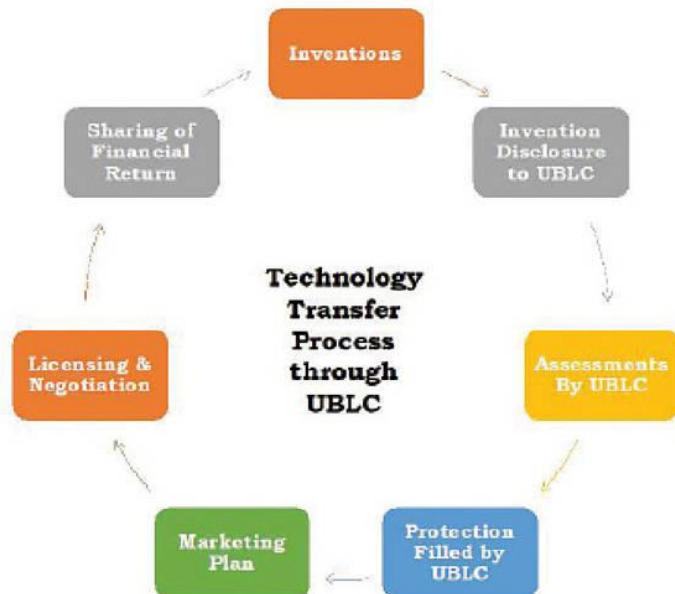 Inventions
Invention
Disclosure
to UBLC
Assessments
By UBLC
Protection
Filled by
UBLC
Marketing
Plan
Licensing &
Negotiation
Sharing of
Financial
Return
Technology
Transfer
Process
through
UBLC